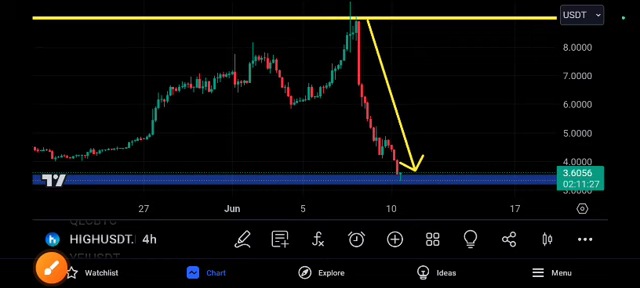 USDT
8.0000
7.0000
6.0000
5.0000
4.0000
3.6056
02:11:27
27 Jun 5 10 17
HIGHUSDT. 4h
Watchlist Chart Explore Ideas Menu